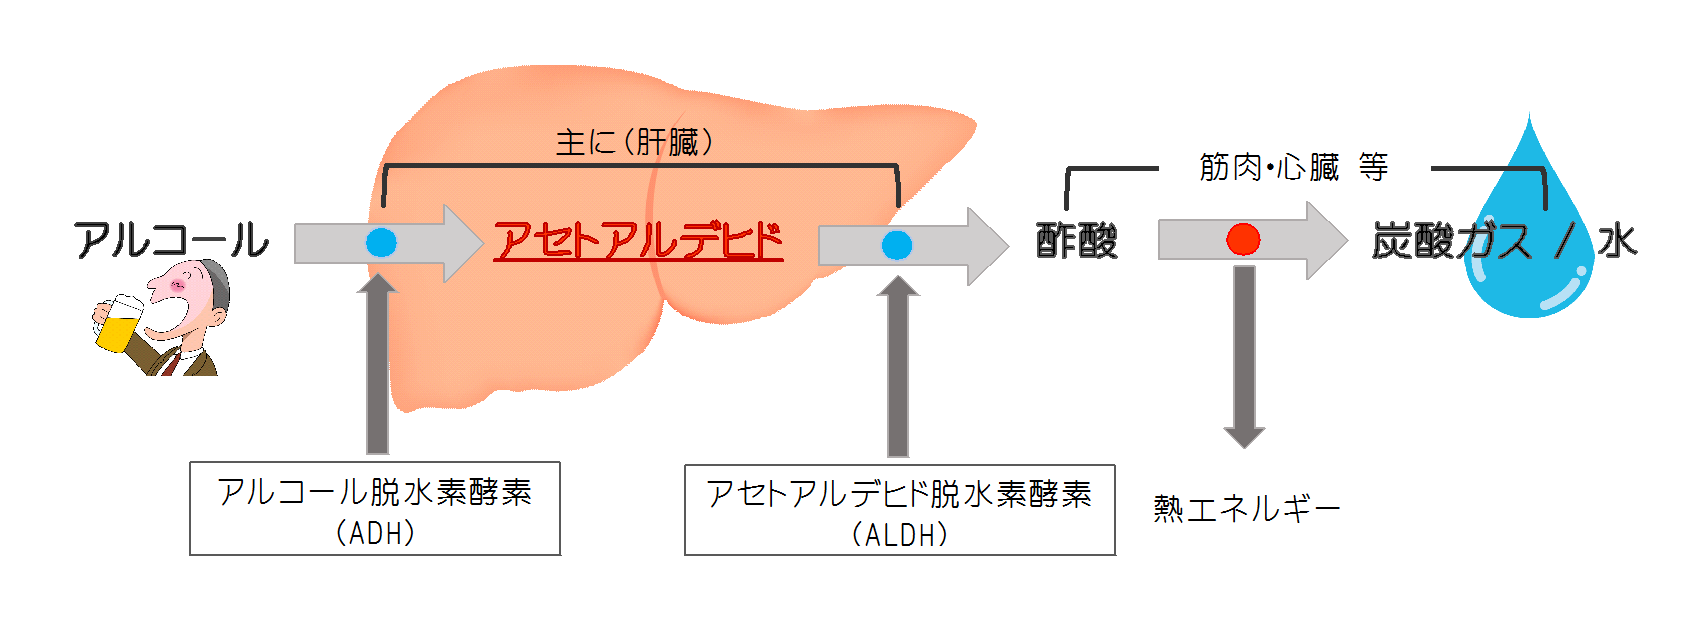 主に(肝臓)
筋肉・心臓 等
アルコール
アセトアルデヒド
酢酸
炭酸ガス / 水
アルコール脱水素酵素
(ADH)
アセトアルデヒド脱水素酵素
(ALDH)
熱エネルギー